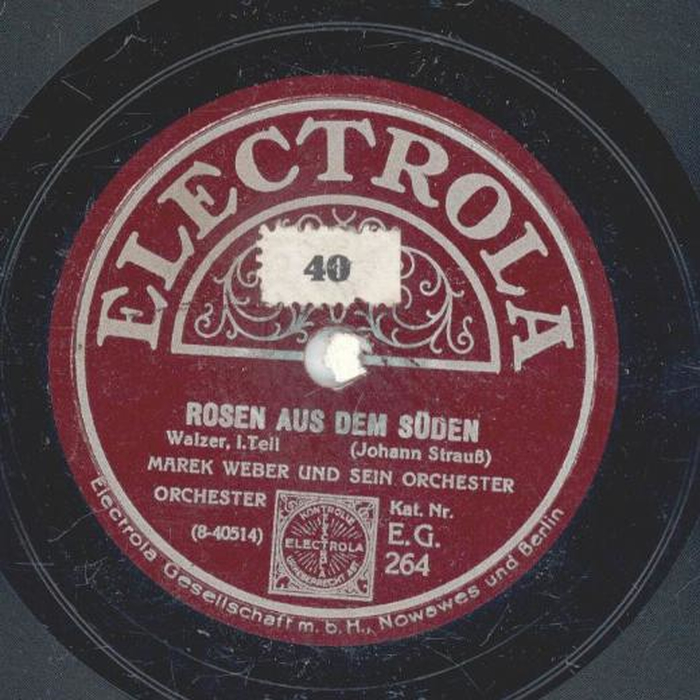 ELECTROLA
40
ROSEN AUS DEM SÜDEN
Walzer, I.Teil (Johann Strauß)
MAREK WEBER UND SEIN ORCHESTER
ORCHESTER
(8-40514)
KONTROLLE
ELECTROLA
URHEBERRECHT
Kat. Nr.
E.G.
264
Electrola Gesellschaft m. b. H., Nowawes und Berlin